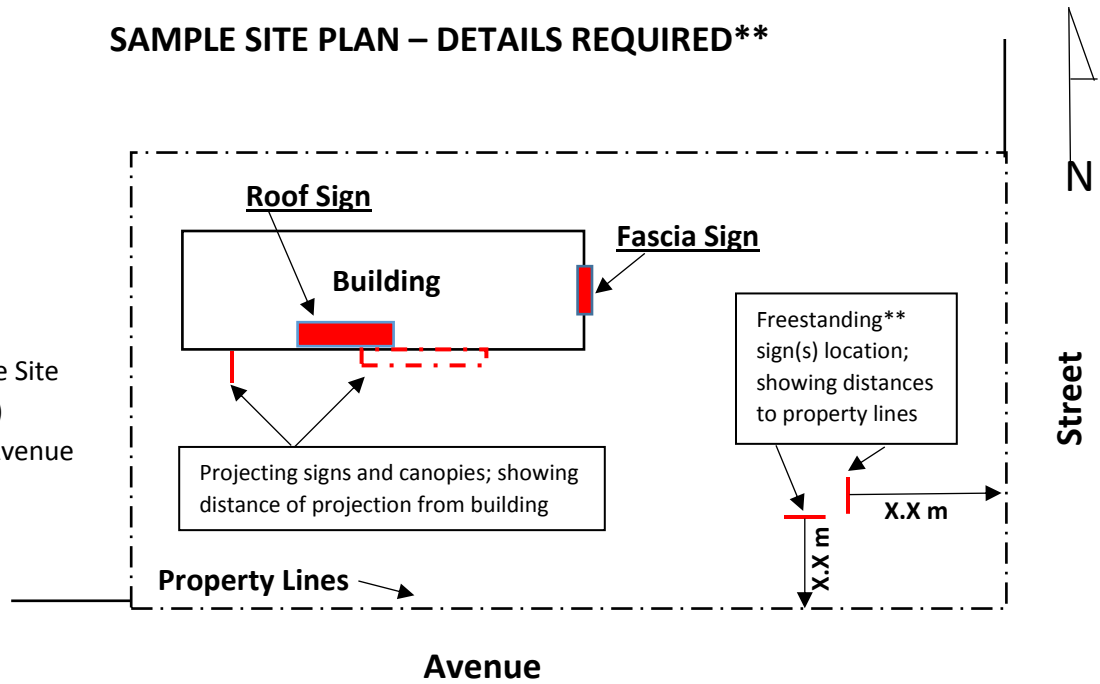 SAMPLE SITE PLAN – DETAILS REQUIRED**
N
Roof Sign
Fascia Sign
Building
Freestanding**
sign(s) location;
showing distances
to property lines
Street
Site
)
Projecting signs and canopies; showing
distance of projection from building
X.X m
X.X m
Property Lines
Avenue